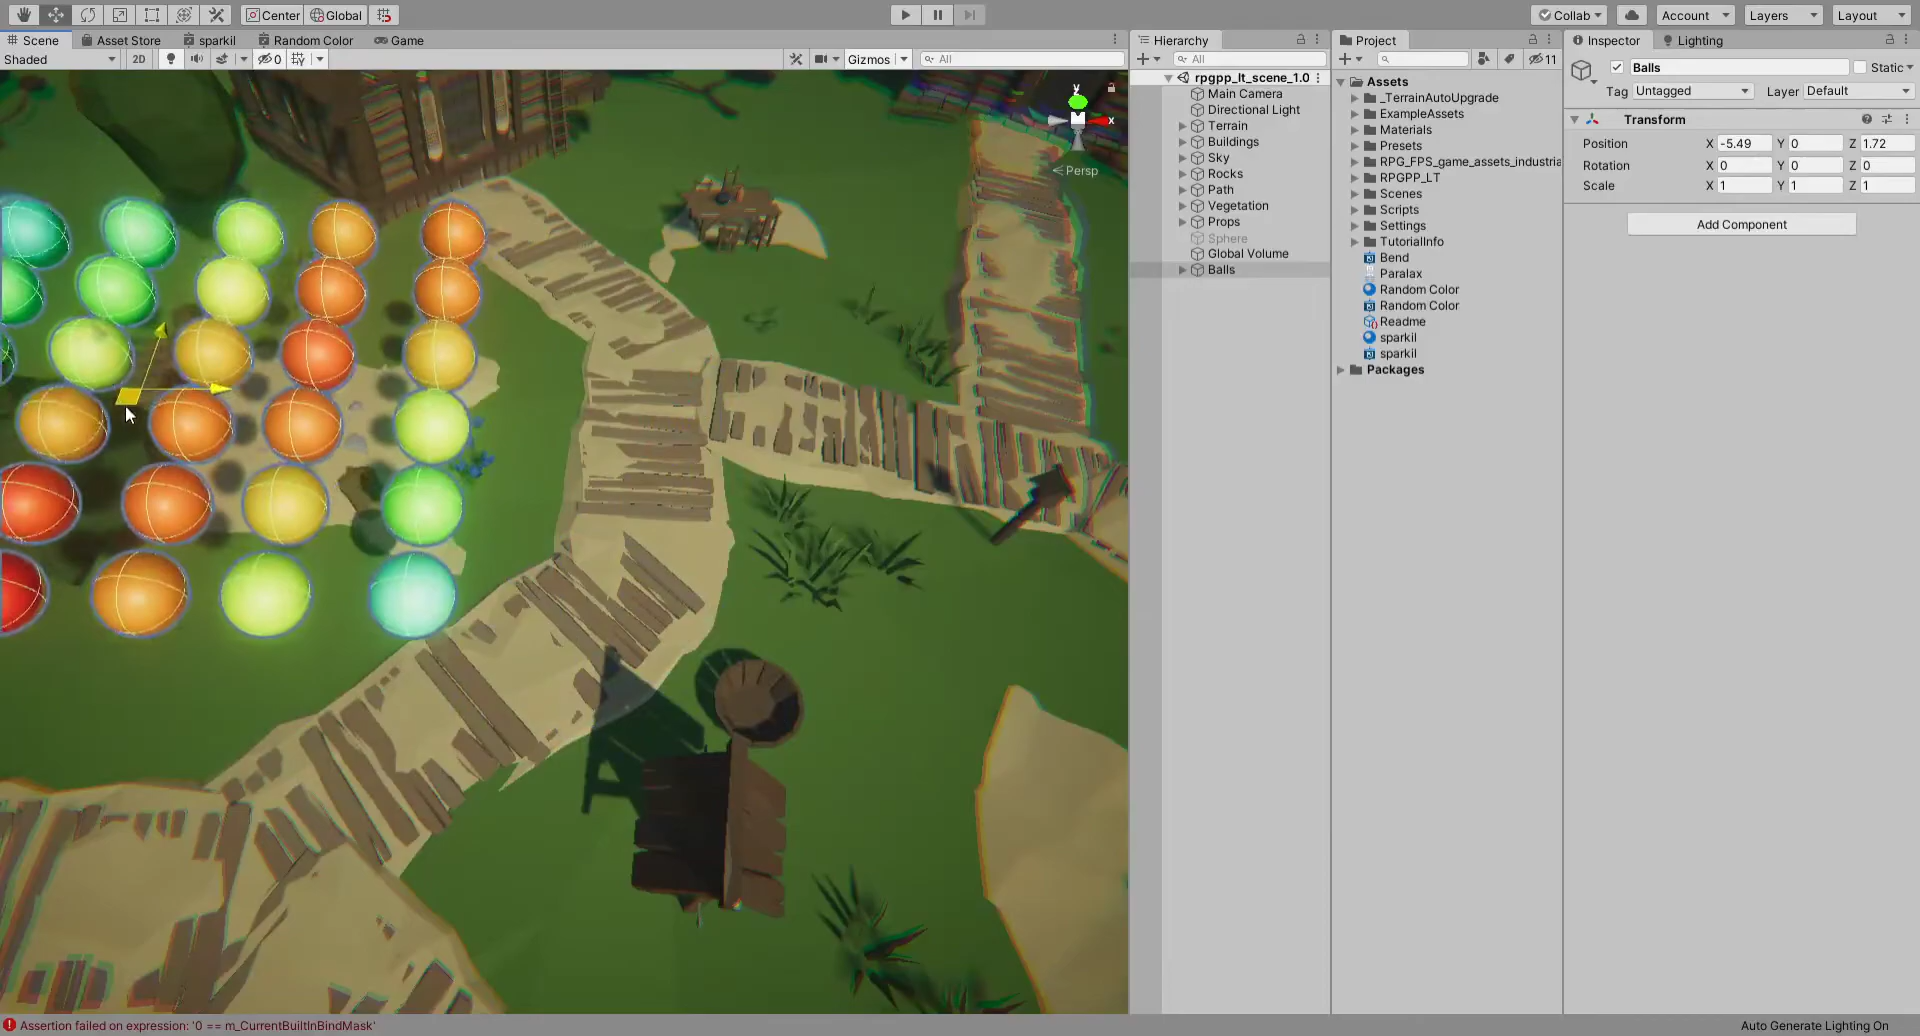 Center
Global
Collab
Account
Layers
Layout
Scene
Asset Store
sparkil
Random Color
Game
Hierarchy
Project
Inspector
Lighting
Shaded
2D
0
Gizmos
All
All
11
Balls
Static
Tag Untagged
Layer Default
rpgpp_lt_scene_1.0
Main Camera
Directional Light
Terrain
Buildings
Sky
Rocks
Path
Vegetation
Props
Sphere
Global Volume
Balls
Assets
_TerrainAutoUpgrade
ExampleAssets
Materials
Presets
RPG_FPS_game_assets_industria
RPGPP_LT
Scenes
Scripts
Settings
TutorialInfo
Bend
Paralax
Random Color
Random Color
Readme
sparkil
sparkil
Packages
Transform
Position X -5.49 Y 0 Z 1.72
Rotation X 0 Y 0 Z 0
Scale X 1 Y 1 Z 1
Add Component
y
x
Persp
Assertion failed on expression: '0 == m_CurrentBuiltInBindMask'
Auto Generate Lighting On